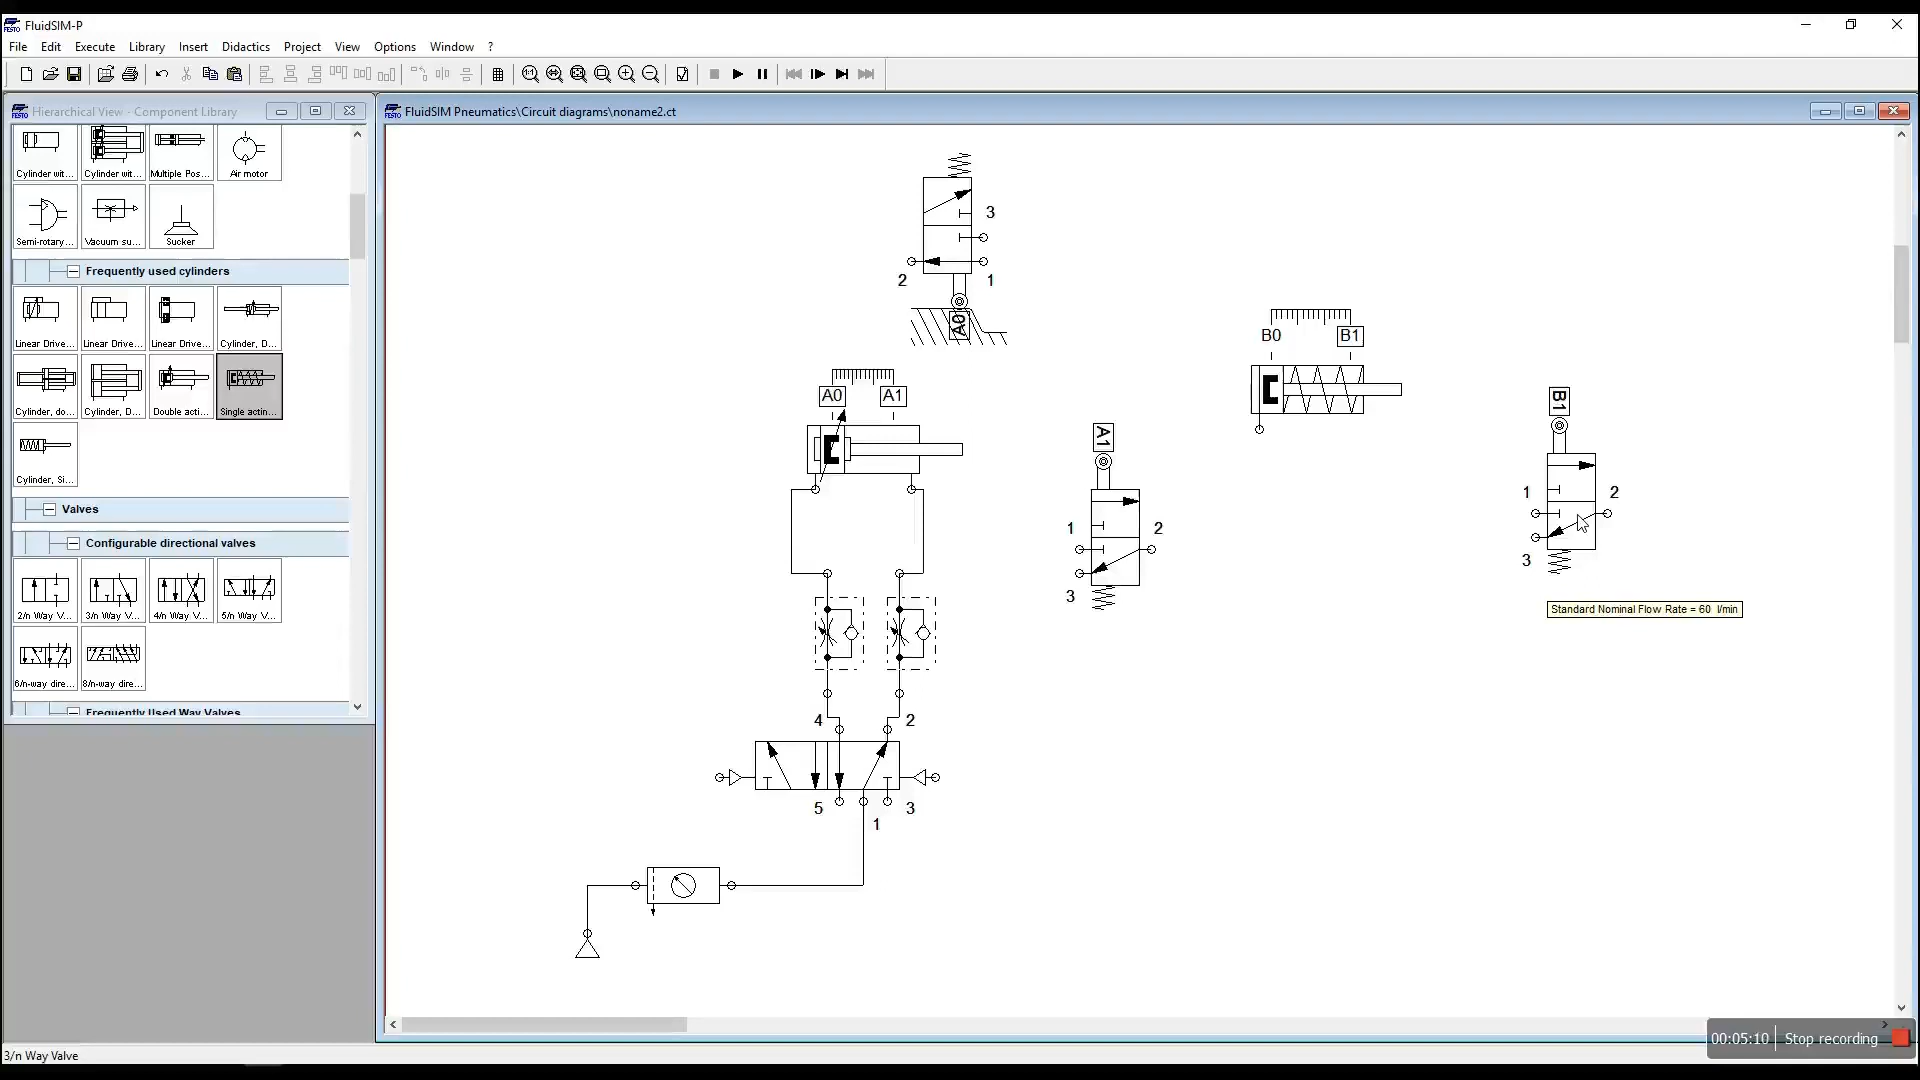 FluidSIM-P
File Edit Execute Library Insert Didactics Project View Options Window ?
Hierarchical View - Component Library
FluidSIM Pneumatics\Circuit diagrams\noname2.ct
Cylinder wit... Cylinder wit... Multiple Pos... Air motor
Semi-rotary... Vacuum su... Sucker
Frequently used cylinders
Linear Drive... Linear Drive... Linear Drive... Cylinder, D...
Cylinder, do... Cylinder, D... Double acti... Single actin...
Cylinder, Si...
Valves
Configurable directional valves
2/n Way V... 3/n Way V... 4/n Way V... 5/n Way V...
6/n-way dire... 8/n-way dire...
Frequently Used Way Valves
3
2 1
A0
A0 A1
B0 B1
A1
1 2
3
B1
1 2
3
Standard Nominal Flow Rate = 60 l/min
4 2
5 3
1
3/n Way Valve
00:05:10 Stop recording